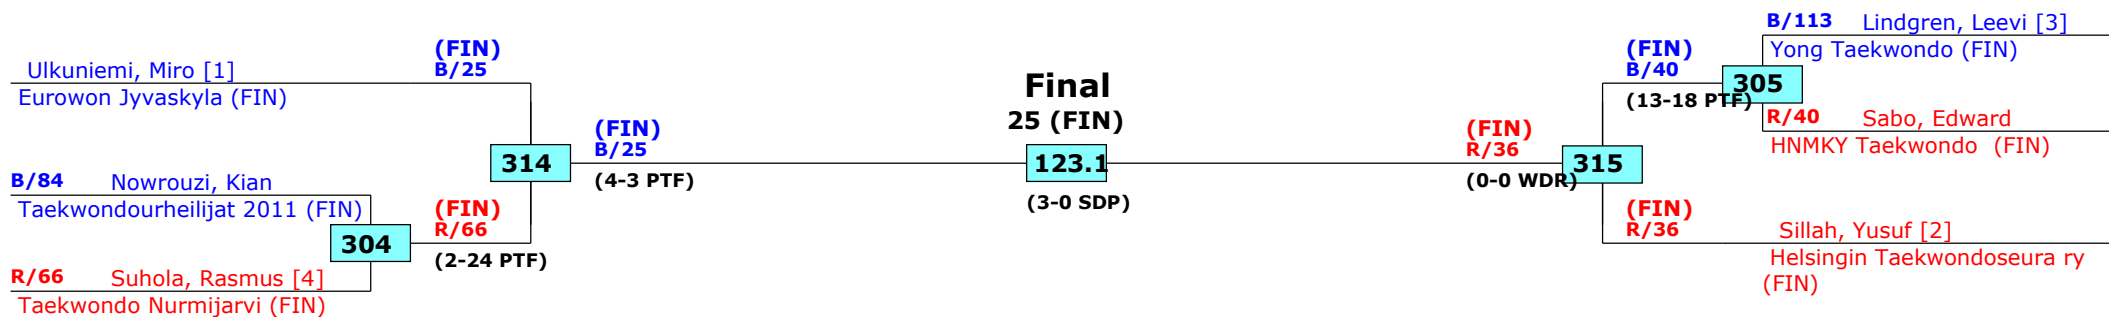 Ulkuniemi, Miro [1]
Eurowon Jyvaskyla (FIN)
(FIN)
B/25
B/84 Nowrouzi, Kian
Taekwondourheilijat 2011 (FIN)
304
R/66 Suhola, Rasmus [4]
Taekwondo Nurmijarvi (FIN)
(FIN)
R/66
(2-24 PTF)
314
(FIN)
B/25
(4-3 PTF)
Final
25 (FIN)
123.1
(3-0 SDP)
(FIN)
R/36
(0-0 WDR)
315
(FIN)
B/40
(13-18 PTF)
305
B/113 Lindgren, Leevi [3]
Yong Taekwondo (FIN)
R/40 Sabo, Edward
HNMKY Taekwondo (FIN)
(FIN)
R/36
Sillah, Yusuf [2]
Helsingin Taekwondoseura ry
(FIN)